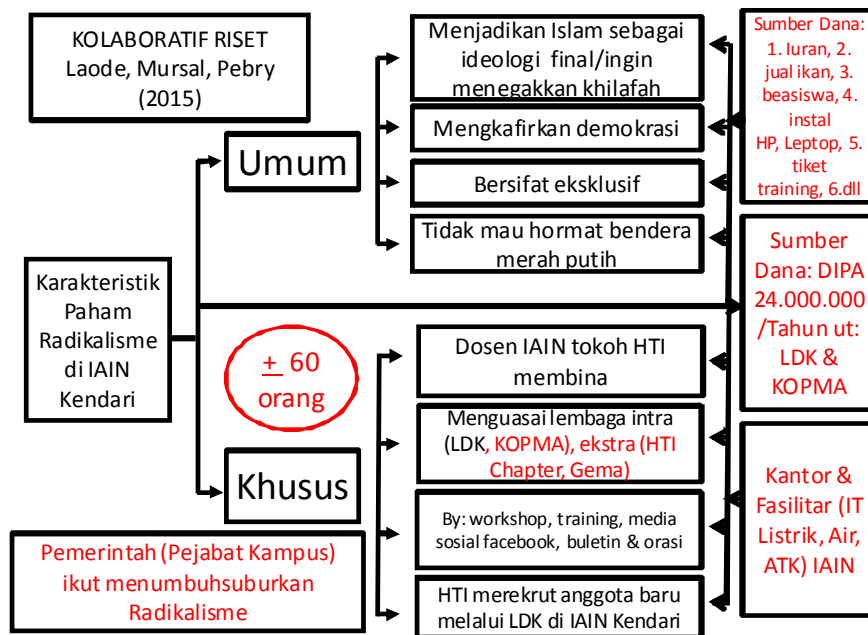 KOLABORATIF RISET
Laode, Mursal, Pebry
(2015)
Menjadikan Islam sebagai
ideologi final/ingin
menegakkan khilafah
Sumber Dana:
1. Iuran, 2.
jual ikan, 3.
beasiswa, 4.
instal
HP, Leptop, 5.
tiket
training, 6.dll
Umum
Mengkafirkan demokrasi
Bersifat eksklusif
Tidak mau hormat bendera
merah putih
Karakteristik
Paham
Radikalisme
di IAIN
Kendari
Sumber
Dana: DIPA
24.000.000
/Tahun ut:
LDK &
KOPMA
+ 60
orang
Dosen IAIN tokoh HTI
membina
Menguasai lembaga intra
(LDK, KOPMA), ekstra (HTI
Chapter, Gema)
Khusus
By: workshop, training, media
sosial facebook, buletin & orasi
Kantor &
Fasilitar (IT
Listrik, Air,
ATK) IAIN
Pemerintah (Pejabat Kampus)
ikut menumbuhsuburkan
Radikalisme
HTI merekrut anggota baru
melalui LDK di IAIN Kendari